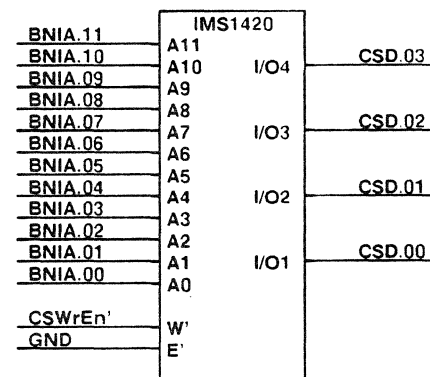 IMS1420
BNIA.11 A11
BNIA.10 A10 I/O4 CSD.03
BNIA.09 A9
BNIA.08 A8
BNIA.07 A7 I/O3 CSD.02
BNIA.06 A6
BNIA.05 A5
BNIA.04 A4 I/O2 CSD.01
BNIA.03 A3
BNIA.02 A2
BNIA.01 A1 I/O1 CSD.00
BNIA.00 A0
CSWrEn' W'
GND E'